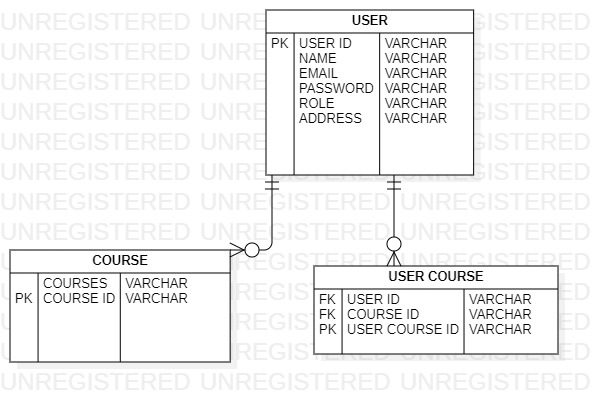 USER
PK USER ID VARCHAR
NAME VARCHAR
EMAIL VARCHAR
PASSWORD VARCHAR
ROLE VARCHAR
ADDRESS VARCHAR
COURSE
COURSES VARCHAR
PK COURSE ID VARCHAR
USER COURSE
FK USER ID VARCHAR
FK COURSE ID VARCHAR
PK USER COURSE ID VARCHAR
UNREGISTERED UNREGISTERED UNREGISTERED